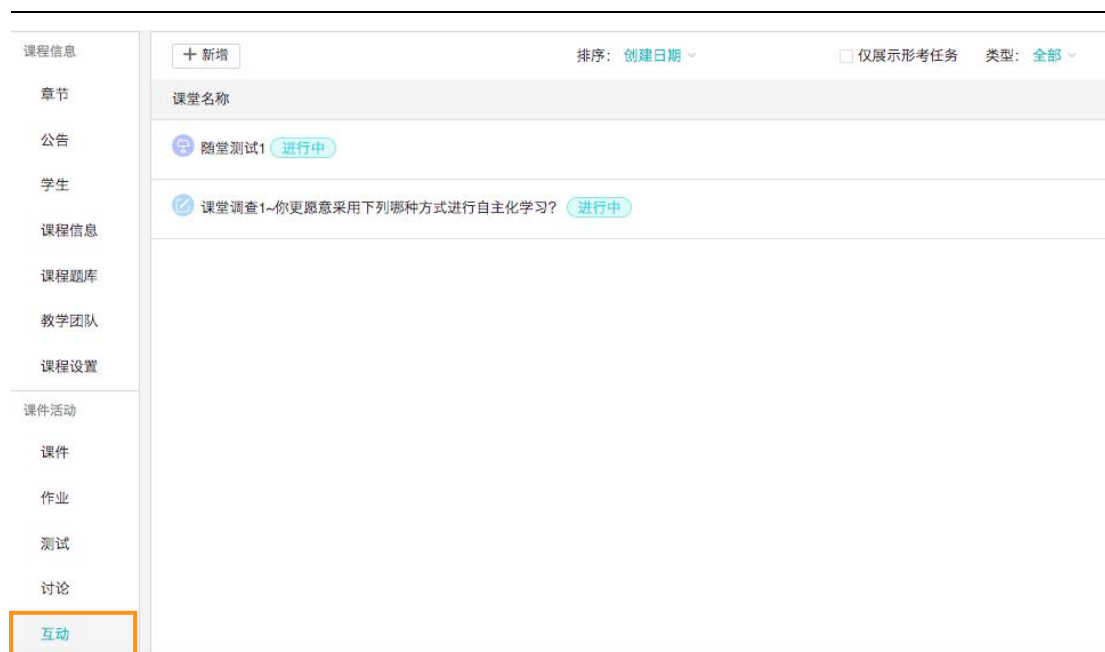 课程信息
章节
公告
学生
课程信息
课程题库
教学团队
课程设置
课件活动
课件
作业
测试
讨论
互动
+ 新增 排序: 创建日期 仅展示形考任务 类型: 全部
课堂名称
随堂测试1 进行中
课堂调查1~你更愿意采用下列哪种方式进行自主化学习? 进行中